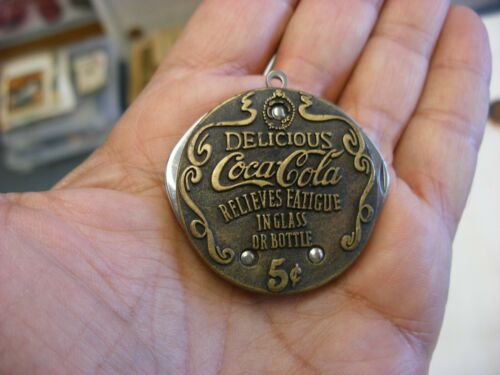 DELICIOUS
Coca-Cola
RELIEVES FATIGUE
IN GLASS
OR BOTTLE
5¢